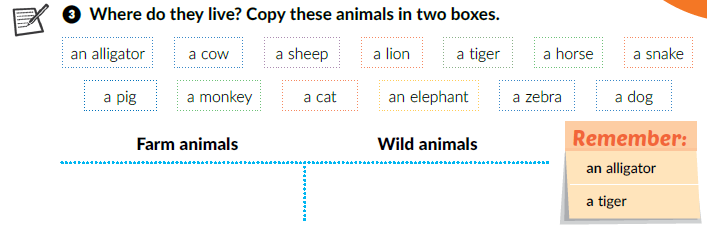 3 Where do they live? Copy these animals in two boxes.
an alligator a cow a sheep a lion a tiger a horse a snake
a pig a monkey a cat an elephant a zebra a dog
Farm animals Wild animals
Remember:
an alligator
a tiger